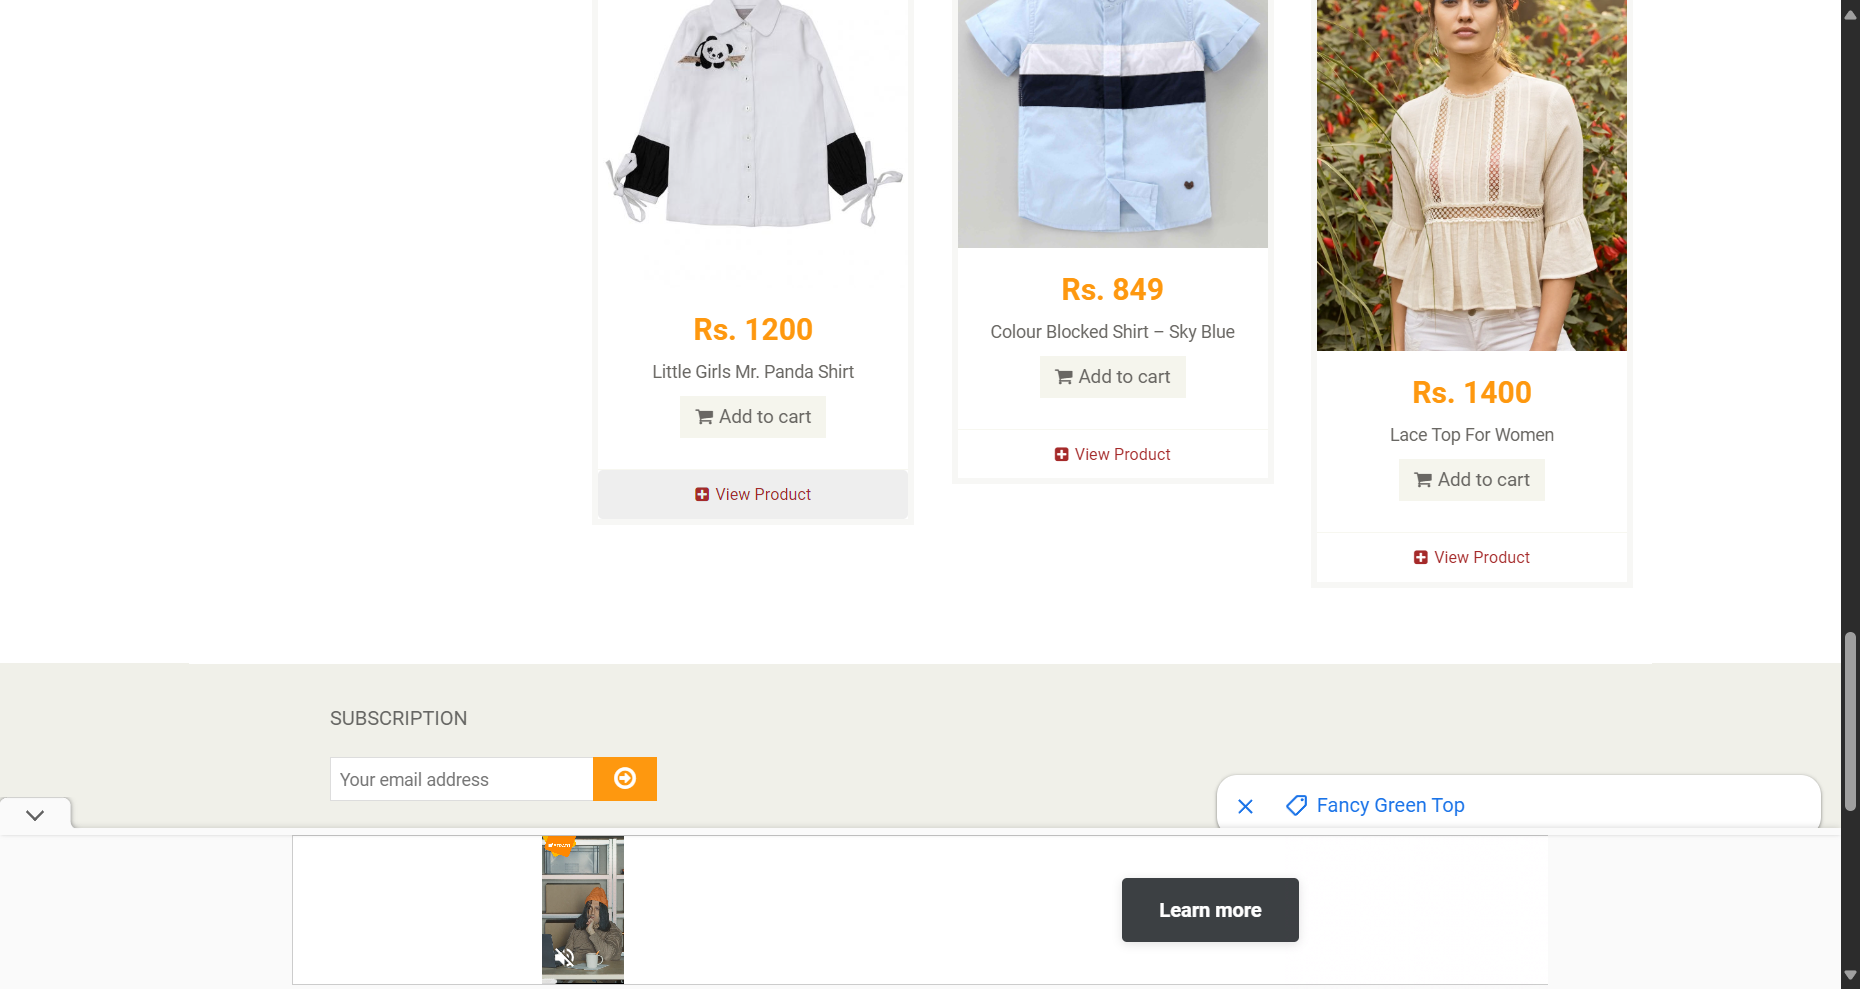 Rs. 1200
Little Girls Mr. Panda Shirt
Add to cart
View Product
Rs. 849
Colour Blocked Shirt – Sky Blue
Add to cart
View Product
Rs. 1400
Lace Top For Women
Add to cart
View Product
SUBSCRIPTION
Your email address
Fancy Green Top
Learn more